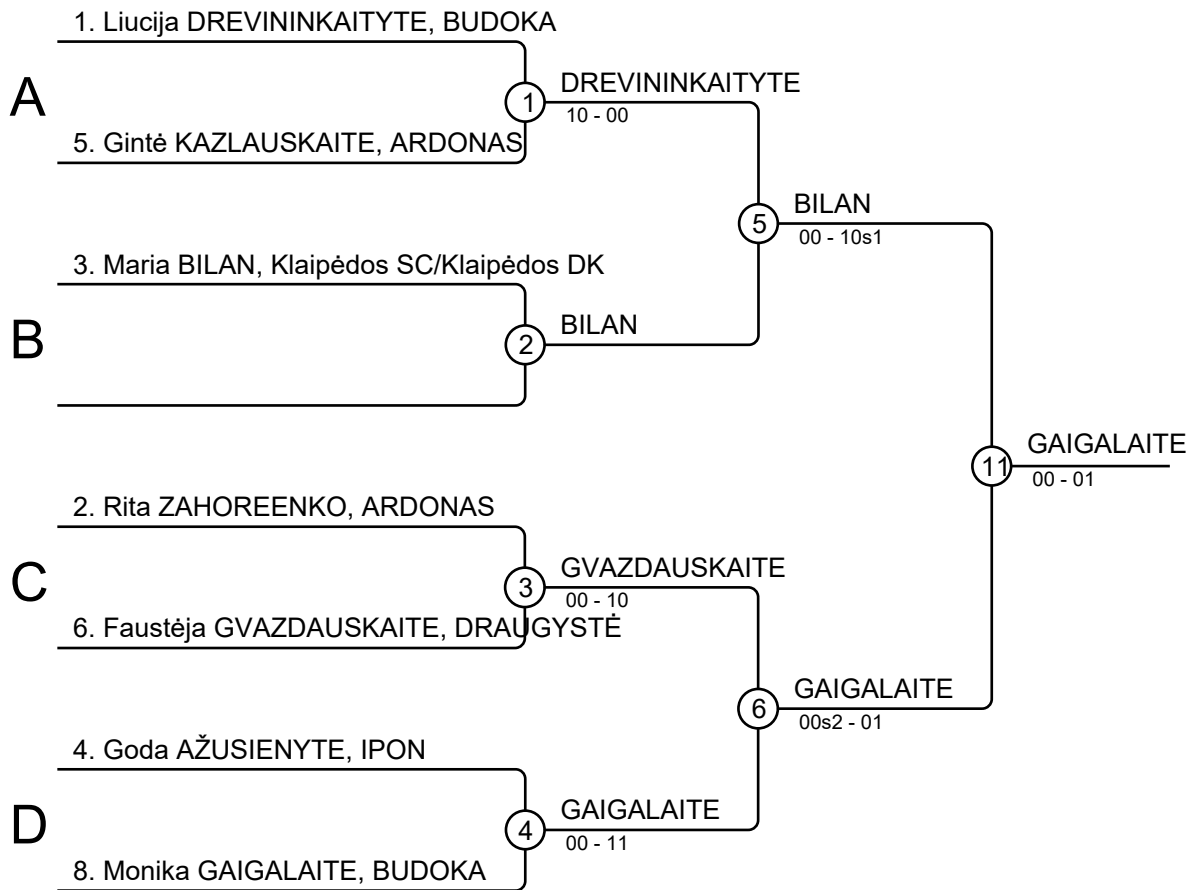 1. Liucija DREVININKAITYTE, BUDOKA
A
1
DREVININKAITYTE
10 - 00
5. Gintė KAZLAUSKAITE, ARDONAS
5
BILAN
00 - 10s1
3. Maria BILAN, Klaipėdos SC/Klaipėdos DK
B
2
BILAN
11
GAIGALAITE
00 - 01
2. Rita ZAHOREENKO, ARDONAS
C
3
GVAZDAUSKAITE
00 - 10
6. Faustėja GVAZDAUSKAITE, DRAUGYSTĖ
6
GAIGALAITE
00s2 - 01
4. Goda AŽUSIENYTE, IPON
D
4
GAIGALAITE
00 - 11
8. Monika GAIGALAITE, BUDOKA